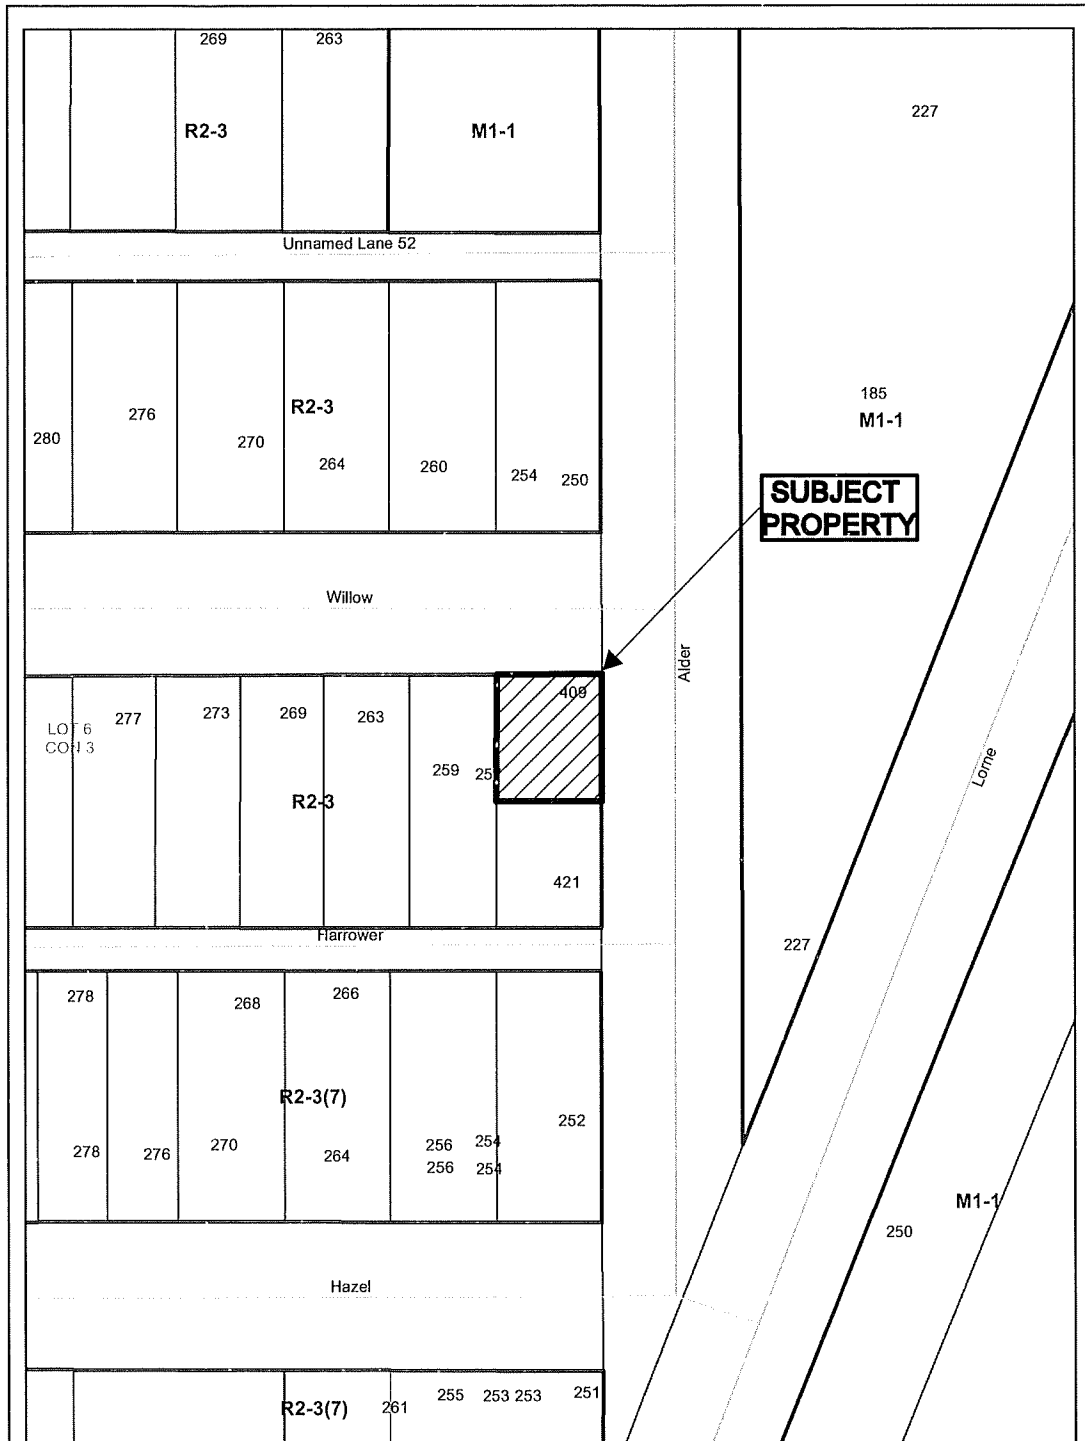 269
263
R2-3
M1-1
227
Unnamed Lane 52
185
M1-1
R2-3
276
280
270
264
260
254
250
SUBJECT
PROPERTY
Willow
Alder
409
277
273
269
263
LOT 6
CON 3
259
R2-3
421
Lorne
Harrower
227
278
268
266
R2-3(7)
252
278
276
270
264
256
254
256
254
M1-1
250
Hazel
R2-3(7)
261
255
253
253
251